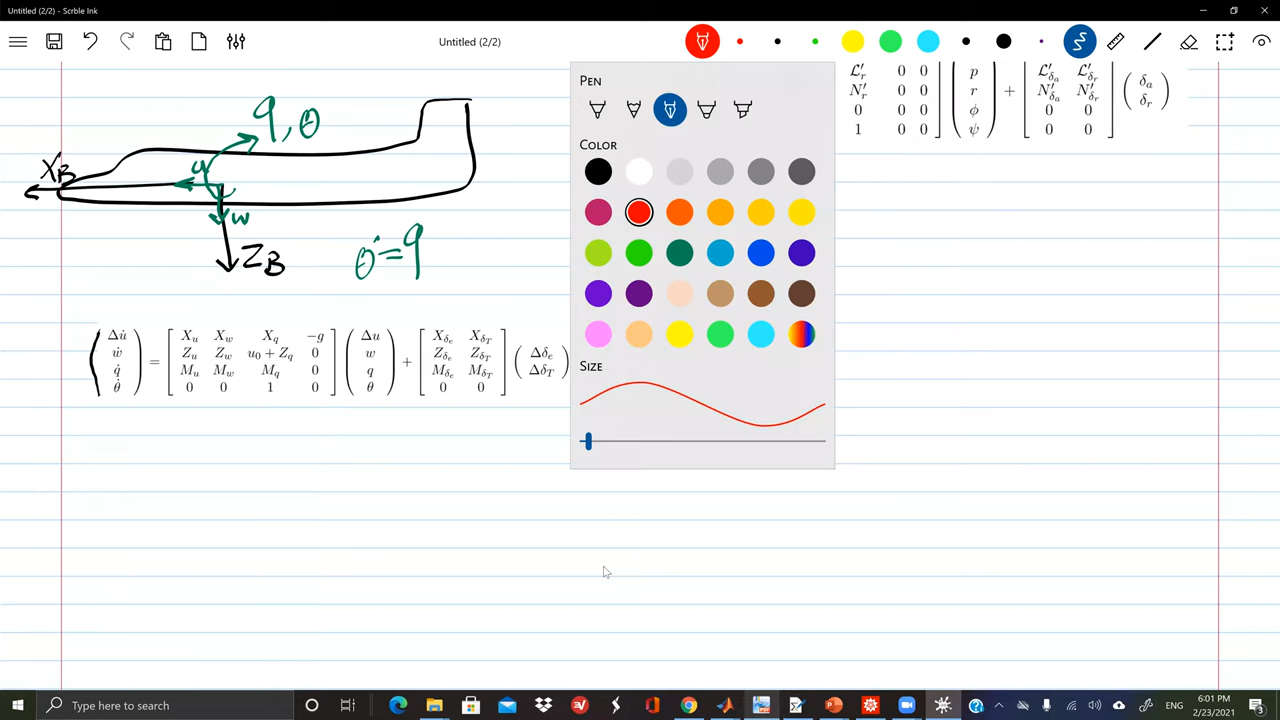 Untitled (2/2) - Scrble Ink
Untitled (2/2)
Pen
Color
Size
q, θ
X_B
u
w
Z_B
θ̇ = q
( Δu̇ ẇ q̇ θ̇ ) = [ X_u X_w X_q −g ; Z_u Z_w u_0 + Z_q 0 ; M_u M_w M_q 0 ; 0 0 1 0 ] ( Δu w q θ ) + [ X_δe X_δT ; Z_δe Z_δT ; M_δe M_δT ; 0 0 ] ( Δδ_e Δδ_T )
ℒ′_r 0 0 ; N′_r 0 0 ; 0 0 0 ; 1 0 0 ] ( p r φ ψ ) + [ ℒ′_δa ℒ′_δr ; N′_δa N′_δr ; 0 0 ; 0 0 ] ( δ_a δ_r )
Type here to search
ENG
6:01 PM
2/23/2021